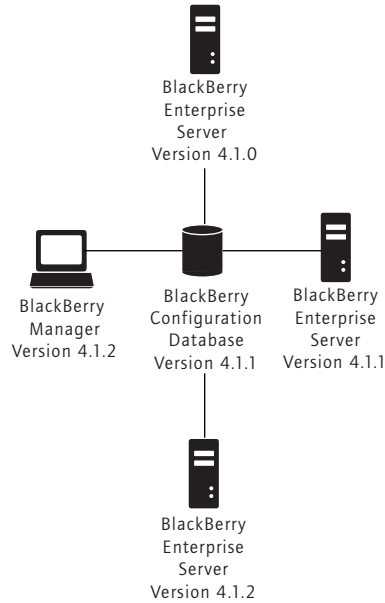 BlackBerry
Enterprise
Server
Version 4.1.0
BlackBerry
Manager
Version 4.1.2
BlackBerry
Configuration
Database
Version 4.1.1
BlackBerry
Enterprise
Server
Version 4.1.1
BlackBerry
Enterprise
Server
Version 4.1.2